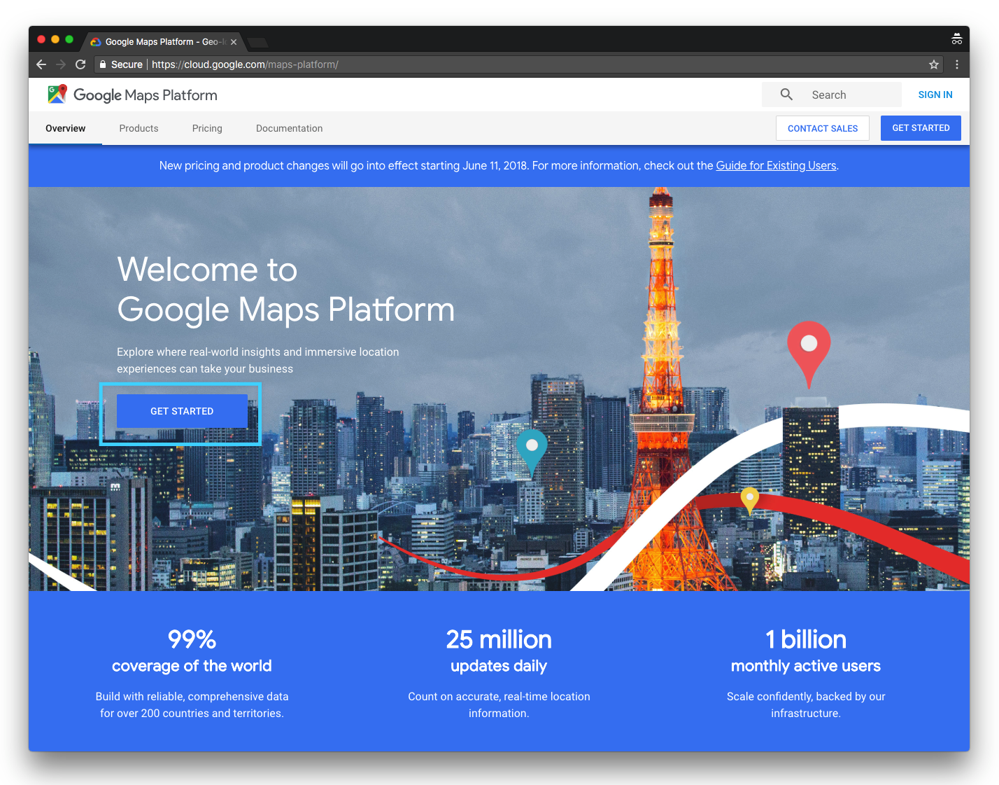 Google Maps Platform - Geo-l
Secure | https://cloud.google.com/maps-platform/
Google Maps Platform
Search
SIGN IN
Overview
Products
Pricing
Documentation
CONTACT SALES
GET STARTED
New pricing and product changes will go into effect starting June 11, 2018. For more information, check out the Guide for Existing Users.
Welcome to
Google Maps Platform
Explore where real-world insights and immersive location
experiences can take your business
GET STARTED
99%
coverage of the world
Build with reliable, comprehensive data
for over 200 countries and territories.
25 million
updates daily
Count on accurate, real-time location
information.
1 billion
monthly active users
Scale confidently, backed by our
infrastructure.